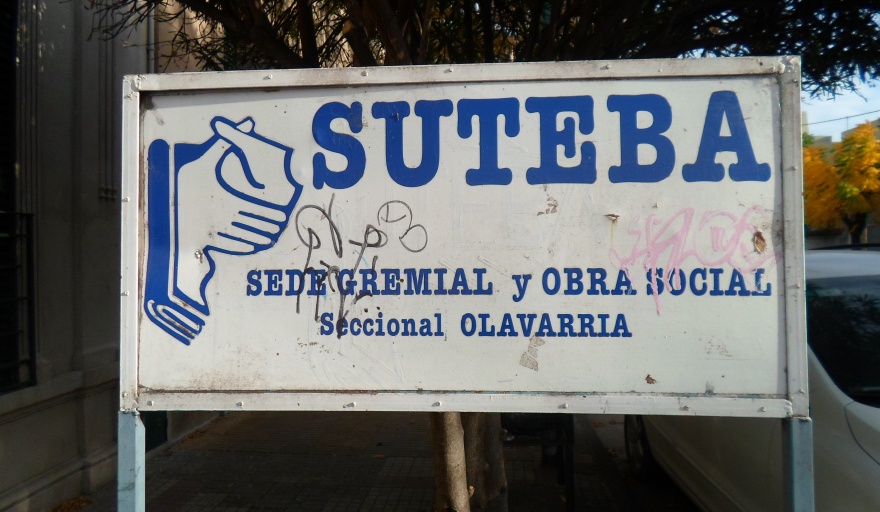 SUTEBA
SEDE GREMIAL y OBRA SOCIAL
Seccional OLAVARRIA